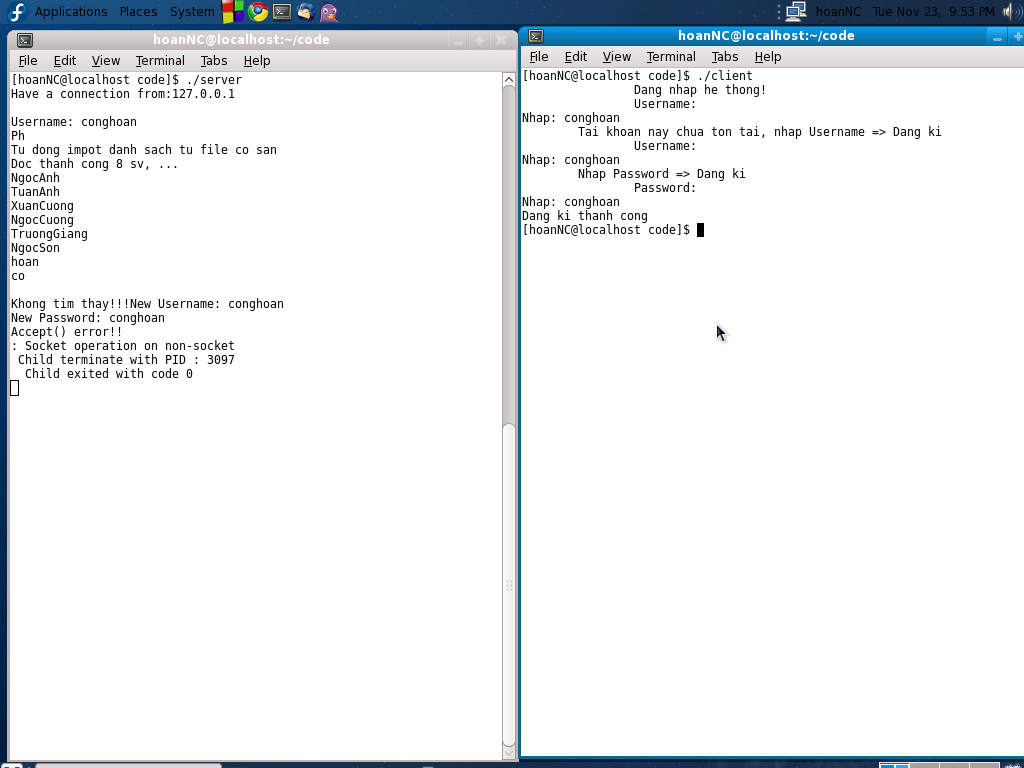 Applications Places System hoanNC Tue Nov 23, 9:53 PM
hoanNC@localhost:~/code
File Edit View Terminal Tabs Help
[hoanNC@localhost code]$ ./server
Have a connection from:127.0.0.1
Username: conghoan
Ph
Tu dong impot danh sach tu file co san
Doc thanh cong 8 sv, ...
NgocAnh
TuanAnh
XuanCuong
NgocCuong
TruongGiang
NgocSon
hoan
co
Khong tim thay!!!New Username: conghoan
New Password: conghoan
Accept() error!!
: Socket operation on non-socket
Child terminate with PID : 3097
Child exited with code 0
hoanNC@localhost:~/code
File Edit View Terminal Tabs Help
[hoanNC@localhost code]$ ./client
Dang nhap he thong!
Username:
Nhap: conghoan
Tai khoan nay chua ton tai, nhap Username => Dang ki
Username:
Nhap: conghoan
Nhap Password => Dang ki
Password:
Nhap: conghoan
Dang ki thanh cong
[hoanNC@localhost code]$